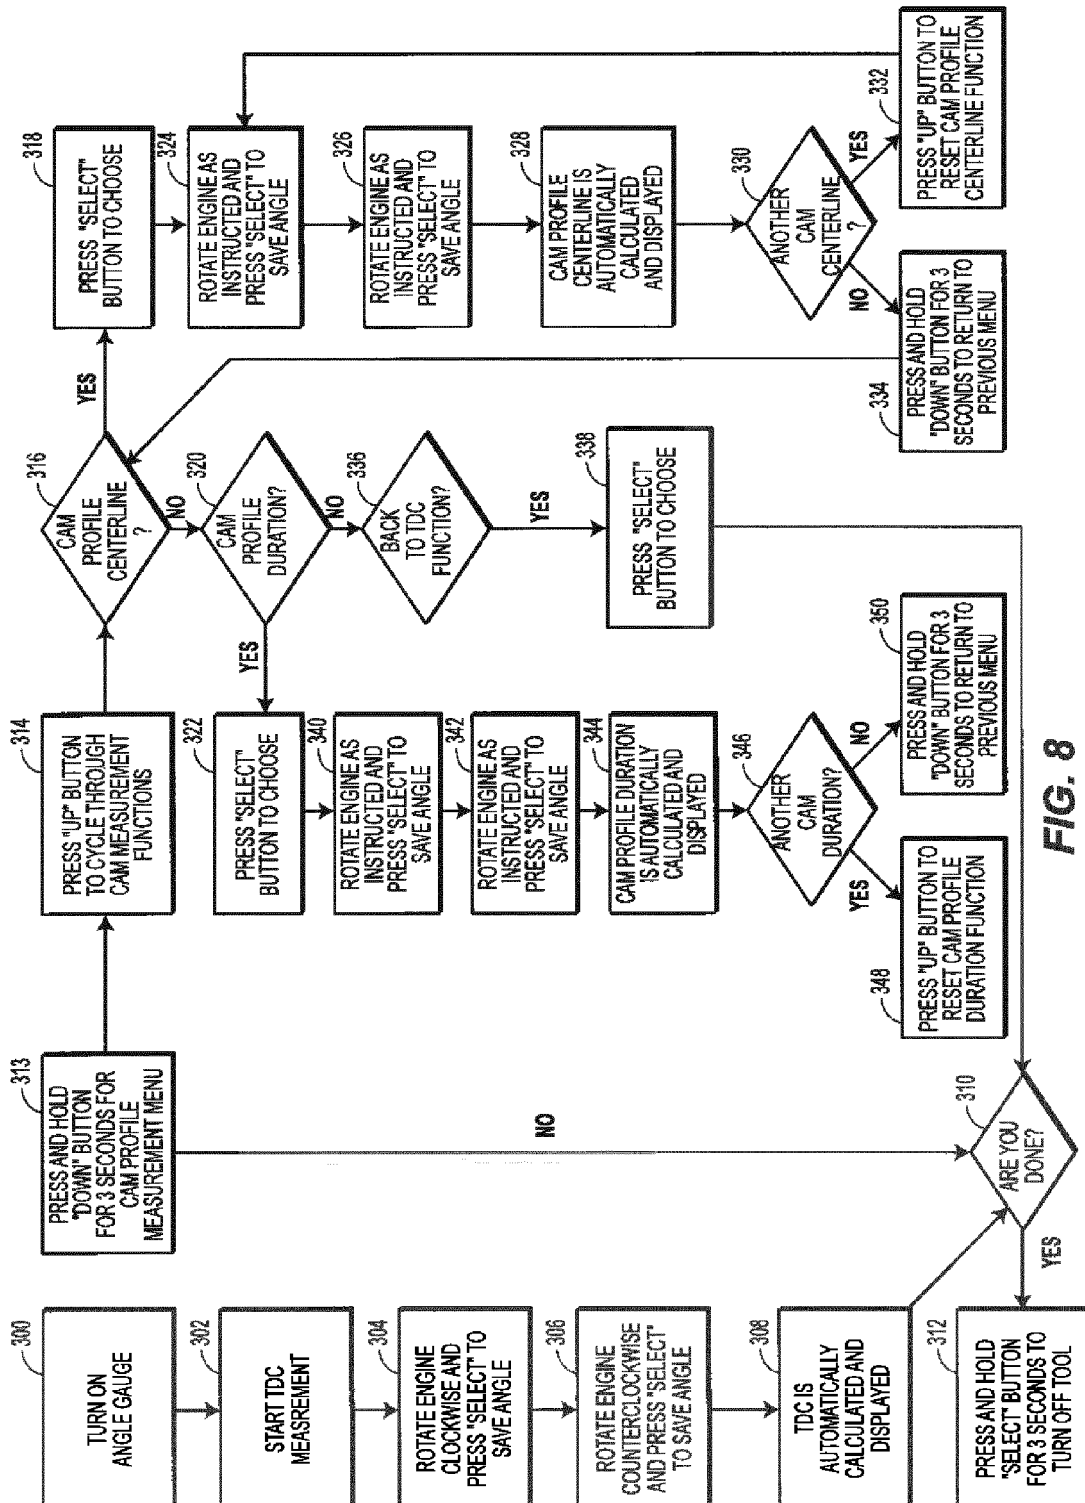 300
TURN ON
ANGLE GAUGE
302
START TDC
MEASREMENT
304
ROTATE ENGINE
CLOCKWISE AND
PRESS "SELECT" TO
SAVE ANGLE
306
ROTATE ENGINE
COUNTERCLOCKWISE
AND PRESS "SELECT"
TO SAVE ANGLE
308
TDC IS
AUTOMATICALLY
CALCULATED AND
DISPLAYED
310
ARE YOU
DONE?
YES
NO
312
PRESS AND HOLD
"SELECT" BUTTON
FOR 3 SECONDS TO
TURN OFF TOOL
313
PRESS AND HOLD
"DOWN" BUTTON
FOR 3 SECONDS FOR
CAM PROFILE
MEASUREMENT MENU
314
PRESS "UP" BUTTON
TO CYCLE THROUGH
CAM MEASUREMENT
FUNCTIONS
316
CAM
PROFILE
CENTERLINE
?
YES
NO
318
PRESS "SELECT"
BUTTON TO CHOOSE
324
ROTATE ENGINE AS
INSTRUCTED AND
PRESS "SELECT" TO
SAVE ANGLE
326
ROTATE ENGINE AS
INSTRUCTED AND
PRESS "SELECT" TO
SAVE ANGLE
328
CAM PROFILE
CENTERLINE IS
AUTOMATICALLY
CALCULATED
AND DISPLAYED
330
ANOTHER
CAM
CENTERLINE
?
YES
NO
332
PRESS "UP" BUTTON TO
RESET CAM PROFILE
CENTERLINE FUNCTION
334
PRESS AND HOLD
"DOWN" BUTTON FOR 3
SECONDS TO RETURN TO
PREVIOUS MENU
320
CAM
PROFILE
DURATION?
YES
NO
336
BACK
TO TDC
FUNCTION?
YES
338
PRESS "SELECT"
BUTTON TO CHOOSE
322
PRESS "SELECT"
BUTTON TO CHOOSE
340
ROTATE ENGINE AS
INSTRUCTED AND
PRESS "SELECT" TO
SAVE ANGLE
342
ROTATE ENGINE AS
INSTRUCTED AND
PRESS "SELECT" TO
SAVE ANGLE
344
CAM PROFILE DURATION
IS AUTOMATICALLY
CALCULATED AND
DISPLAYED
346
ANOTHER
CAM
DURATION?
YES
NO
348
PRESS "UP" BUTTON TO
RESET CAM PROFILE
DURATION FUNCTION
350
PRESS AND HOLD
"DOWN" BUTTON FOR 3
SECONDS TO RETURN TO
PREVIOUS MENU
FIG. 8